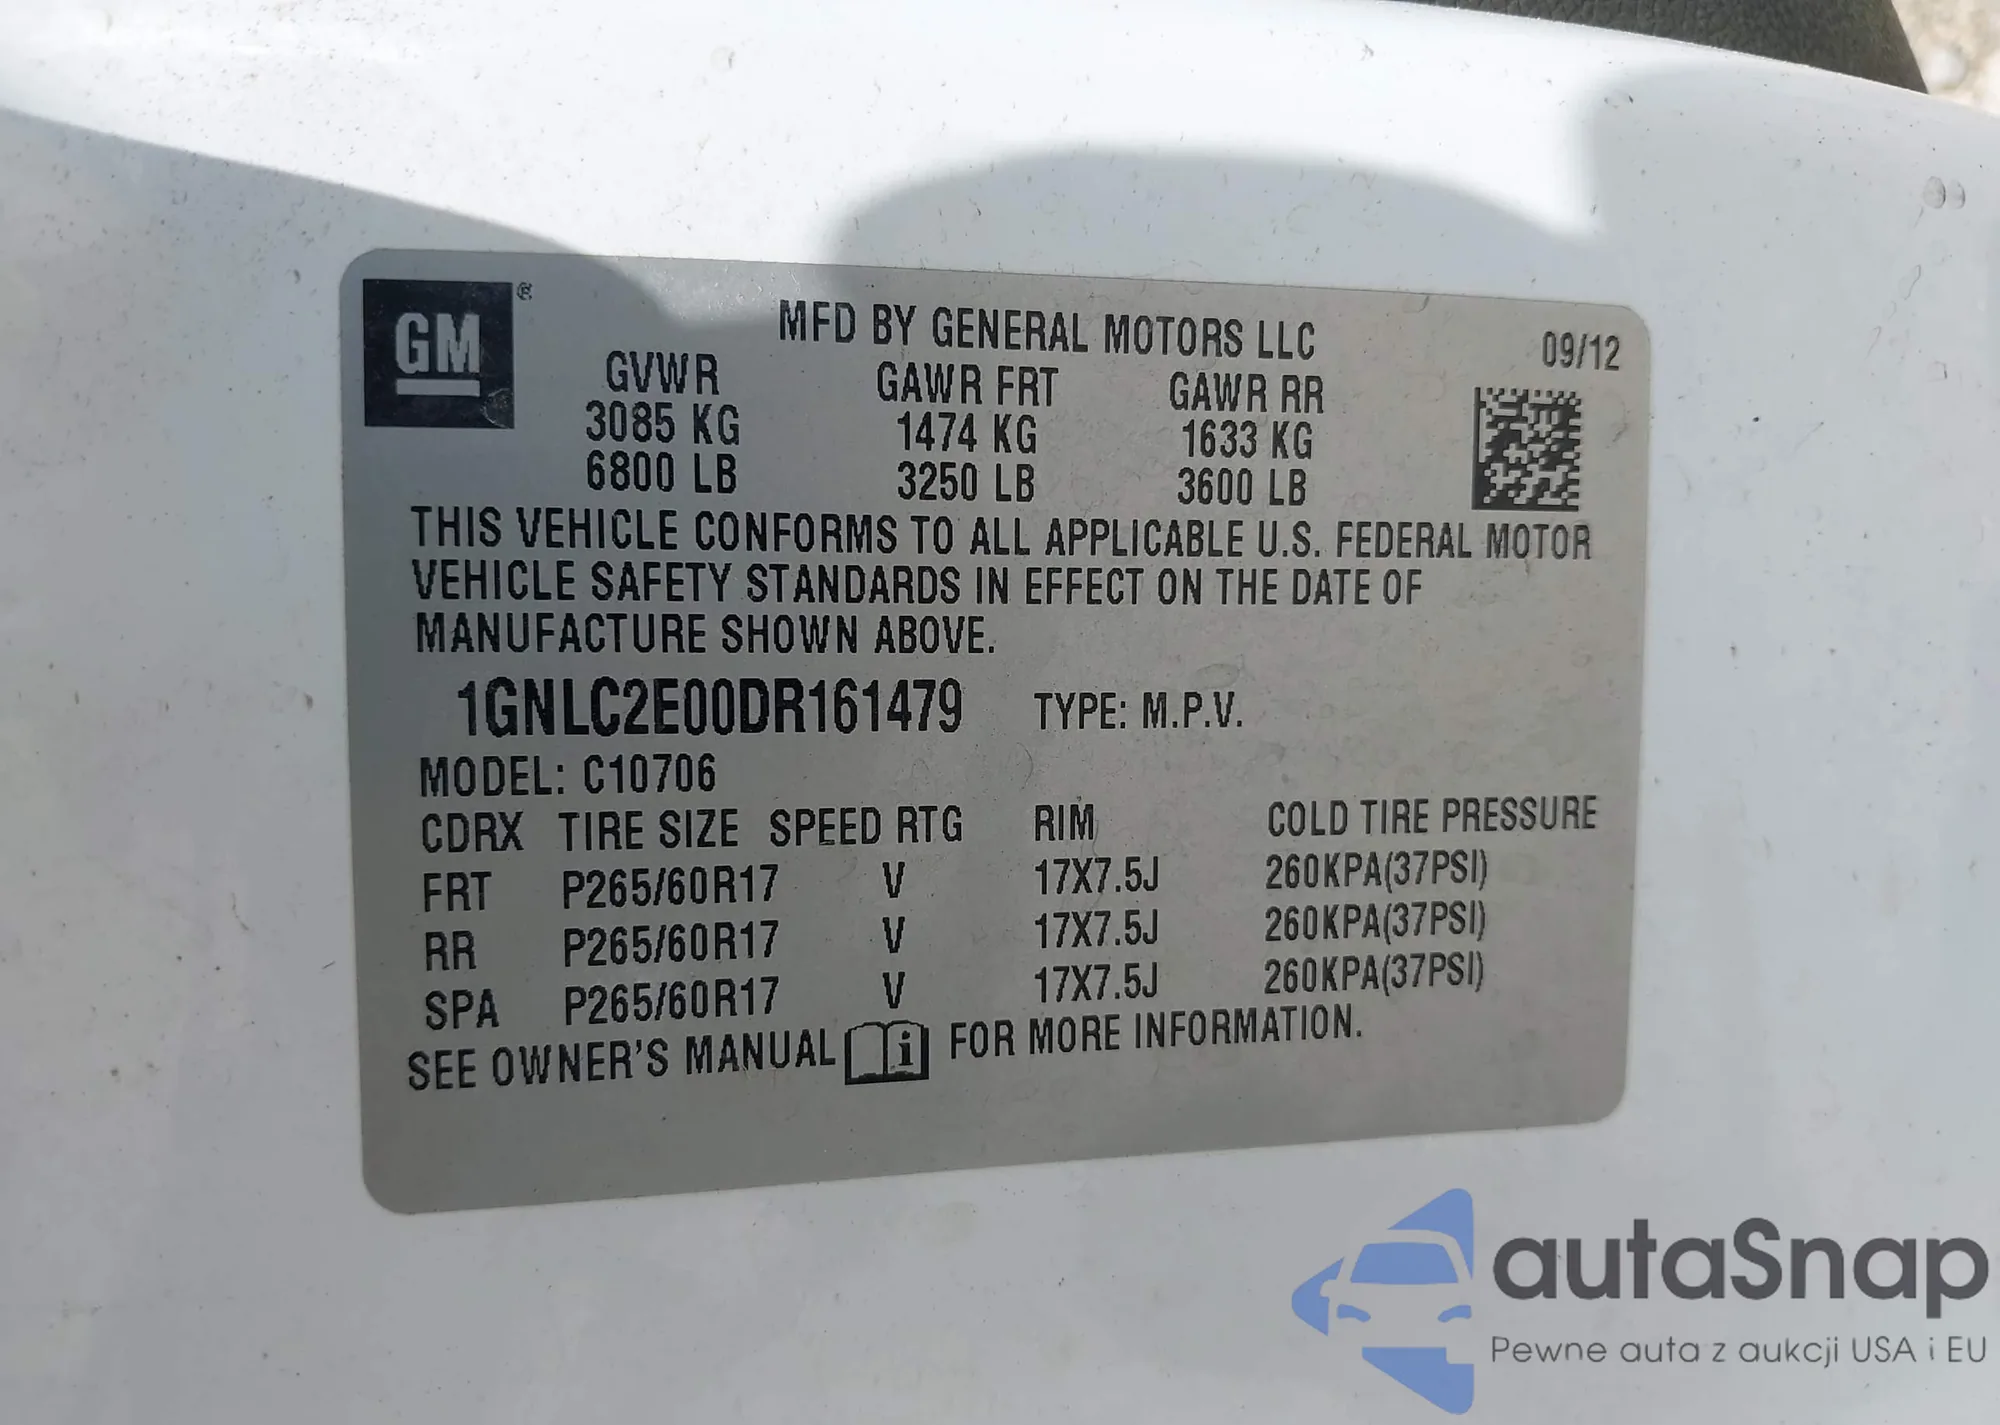 GM ®
MFD BY GENERAL MOTORS LLC 09/12
GVWR GAWR FRT GAWR RR
3085 KG 1474 KG 1633 KG
6800 LB 3250 LB 3600 LB
THIS VEHICLE CONFORMS TO ALL APPLICABLE U.S. FEDERAL MOTOR
VEHICLE SAFETY STANDARDS IN EFFECT ON THE DATE OF
MANUFACTURE SHOWN ABOVE.
1GNLC2E00DR161479 TYPE: M.P.V.
MODEL: C10706
CDRX TIRE SIZE SPEED RTG RIM COLD TIRE PRESSURE
FRT P265/60R17 V 17X7.5J 260KPA(37PSI)
RR P265/60R17 V 17X7.5J 260KPA(37PSI)
SPA P265/60R17 V 17X7.5J 260KPA(37PSI)
SEE OWNER'S MANUAL i FOR MORE INFORMATION.
autaSnap
Pewne auta z aukcji USA i EU